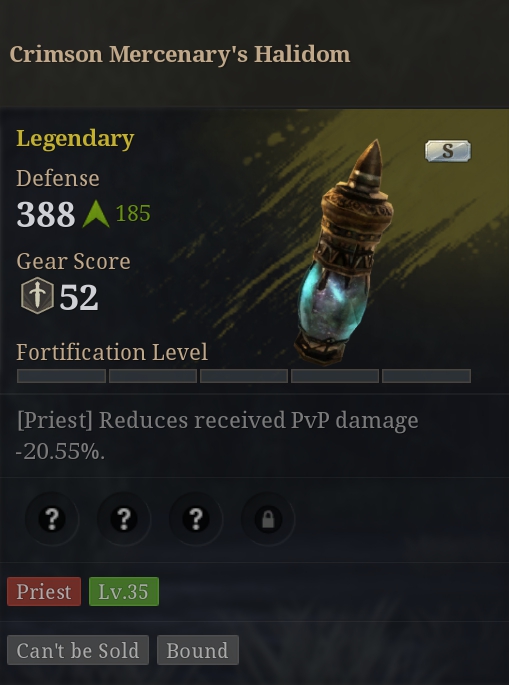 Crimson Mercenary's Halidom
Legendary
S
Defense
388 185
Gear Score
52
Fortification Level
[Priest] Reduces received PvP damage
-20.55%.
? ? ?
Priest Lv.35
Can't be Sold Bound